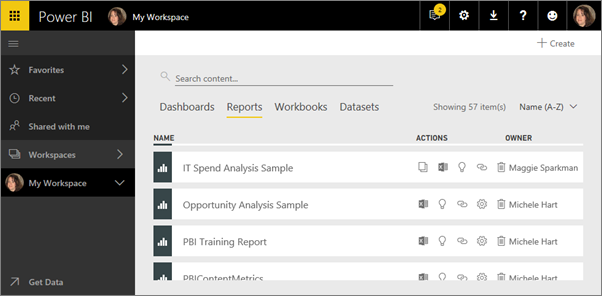 Power BI My Workspace 2
+ Create
Favorites
Recent
Shared with me
Workspaces
My Workspace
Get Data
Search content...
Dashboards Reports Workbooks Datasets Showing 57 item(s) Name (A-Z)
NAME ACTIONS OWNER
IT Spend Analysis Sample Maggie Sparkman
Opportunity Analysis Sample Michele Hart
PBI Training Report Michele Hart
PBIContentMetrics Michele Hart